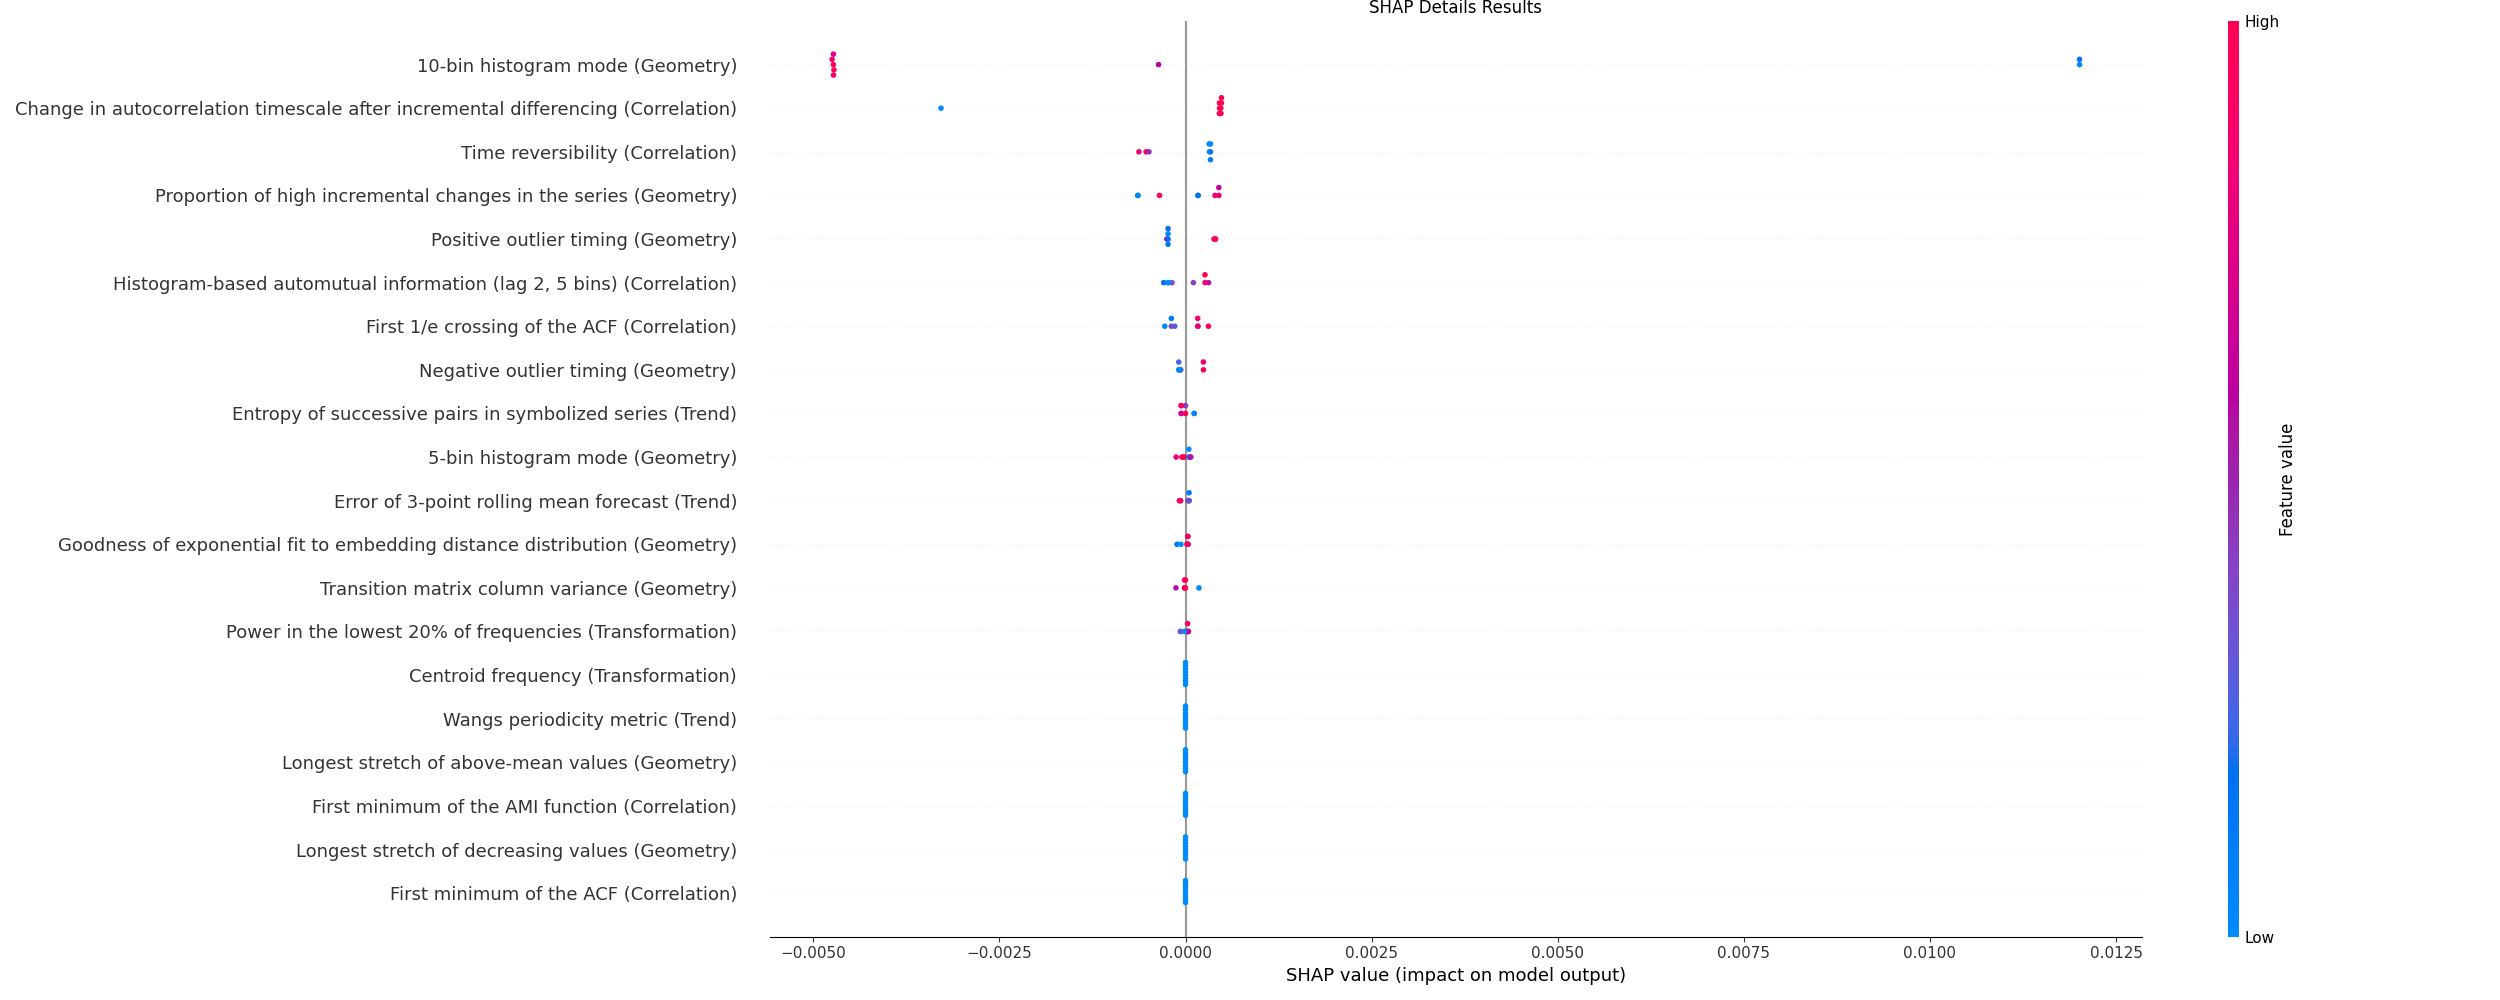 SHAP Details Results
High
10-bin histogram mode (Geometry)
Change in autocorrelation timescale after incremental differencing (Correlation)
Time reversibility (Correlation)
Proportion of high incremental changes in the series (Geometry)
Positive outlier timing (Geometry)
Histogram-based automutual information (lag 2, 5 bins) (Correlation)
First 1/e crossing of the ACF (Correlation)
Negative outlier timing (Geometry)
Entropy of successive pairs in symbolized series (Trend)
5-bin histogram mode (Geometry)
Error of 3-point rolling mean forecast (Trend)
Goodness of exponential fit to embedding distance distribution (Geometry)
Transition matrix column variance (Geometry)
Power in the lowest 20% of frequencies (Transformation)
Centroid frequency (Transformation)
Wangs periodicity metric (Trend)
Longest stretch of above-mean values (Geometry)
First minimum of the AMI function (Correlation)
Longest stretch of decreasing values (Geometry)
First minimum of the ACF (Correlation)
Feature value
Low
−0.0050 −0.0025 0.0000 0.0025 0.0050 0.0075 0.0100 0.0125
SHAP value (impact on model output)